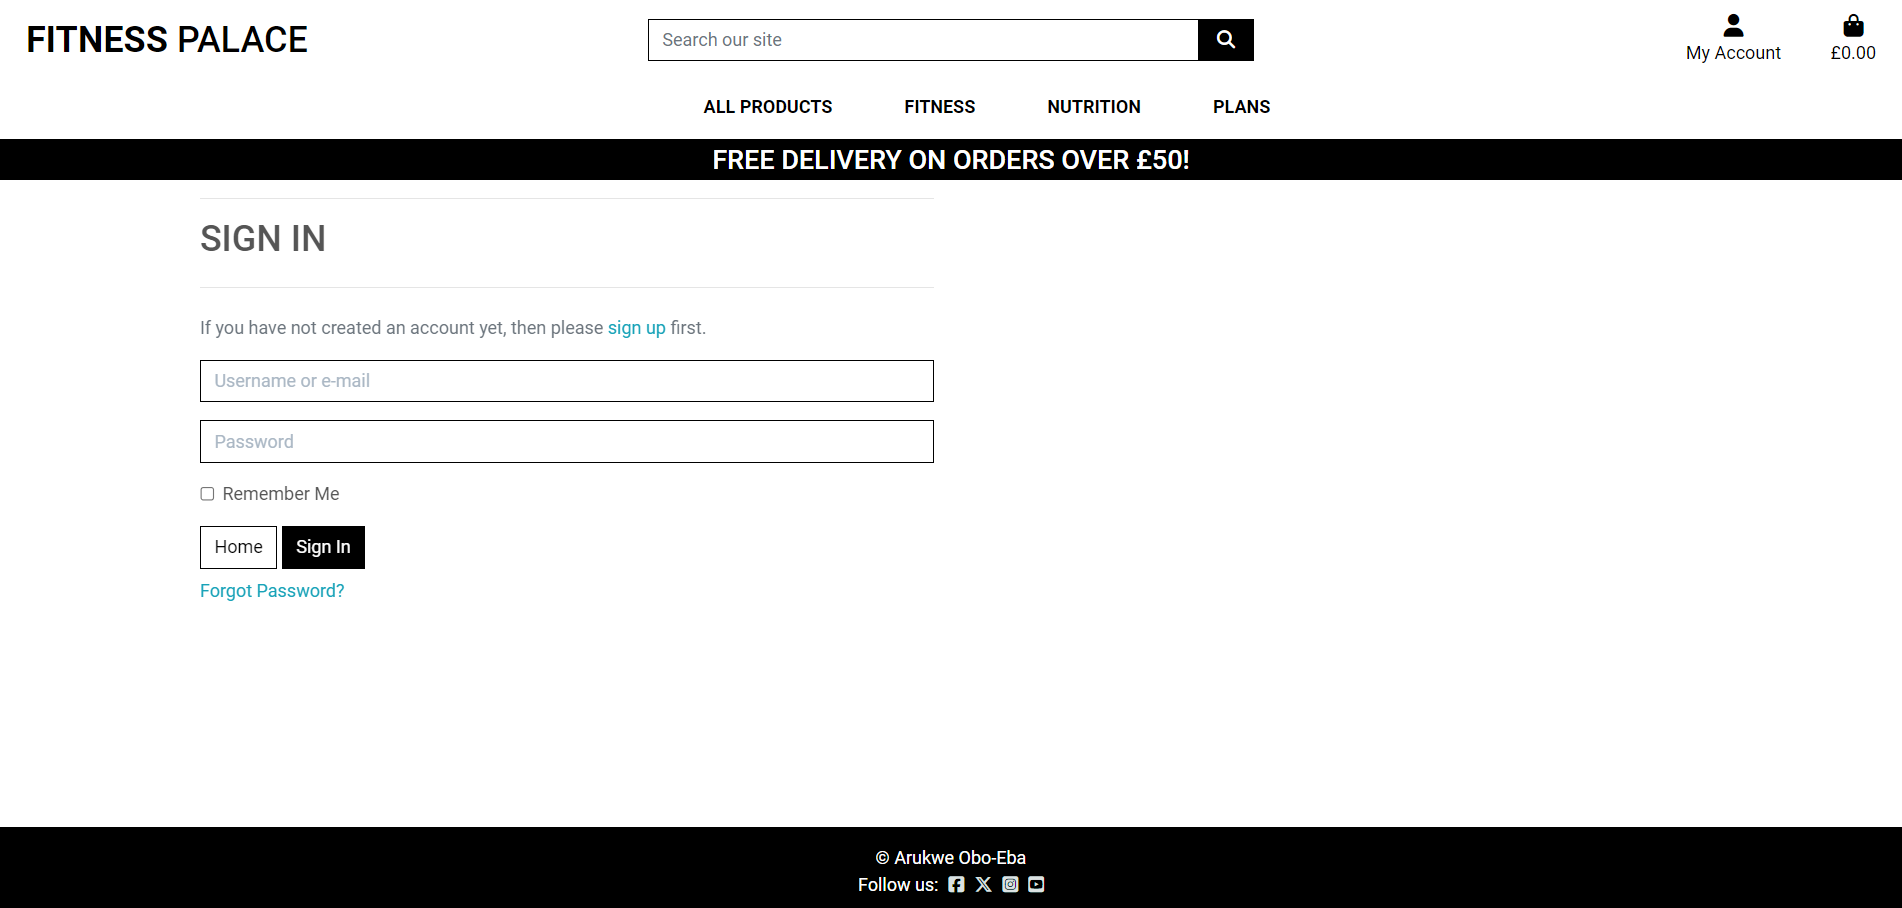 FITNESS PALACE
Search our site
My Account
£0.00
ALL PRODUCTS
FITNESS
NUTRITION
PLANS
FREE DELIVERY ON ORDERS OVER £50!
SIGN IN
If you have not created an account yet, then please sign up first.
Username or e-mail
Password
Remember Me
Home
Sign In
Forgot Password?
© Arukwe Obo-Eba
Follow us: